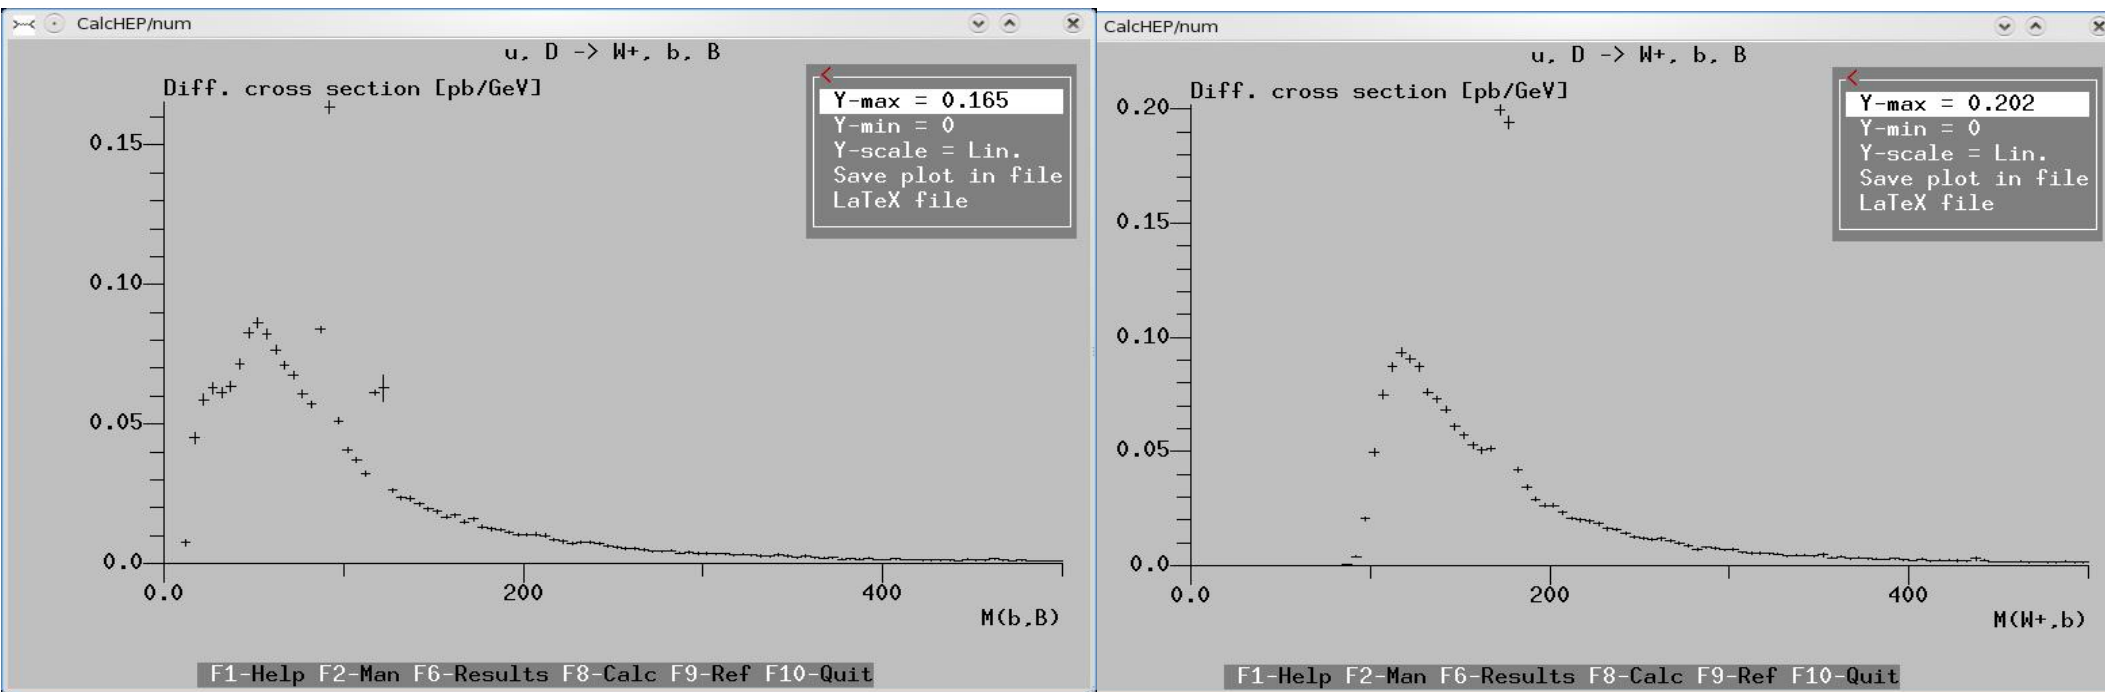 CalcHEP/num
u, D -> W+, b, B
Diff. cross section [pb/GeV]
<
Y-max = 0.165
Y-min = 0
Y-scale = Lin.
Save plot in file
LaTeX file
0.15
0.10
0.05
0.0
0.0 200 400
M(b,B)
F1-Help F2-Man F6-Results F8-Calc F9-Ref F10-Quit
CalcHEP/num
u, D -> W+, b, B
Diff. cross section [pb/GeV]
<
Y-max = 0.202
Y-min = 0
Y-scale = Lin.
Save plot in file
LaTeX file
0.20
0.15
0.10
0.05
0.0
0.0 200 400
M(W+,b)
F1-Help F2-Man F6-Results F8-Calc F9-Ref F10-Quit